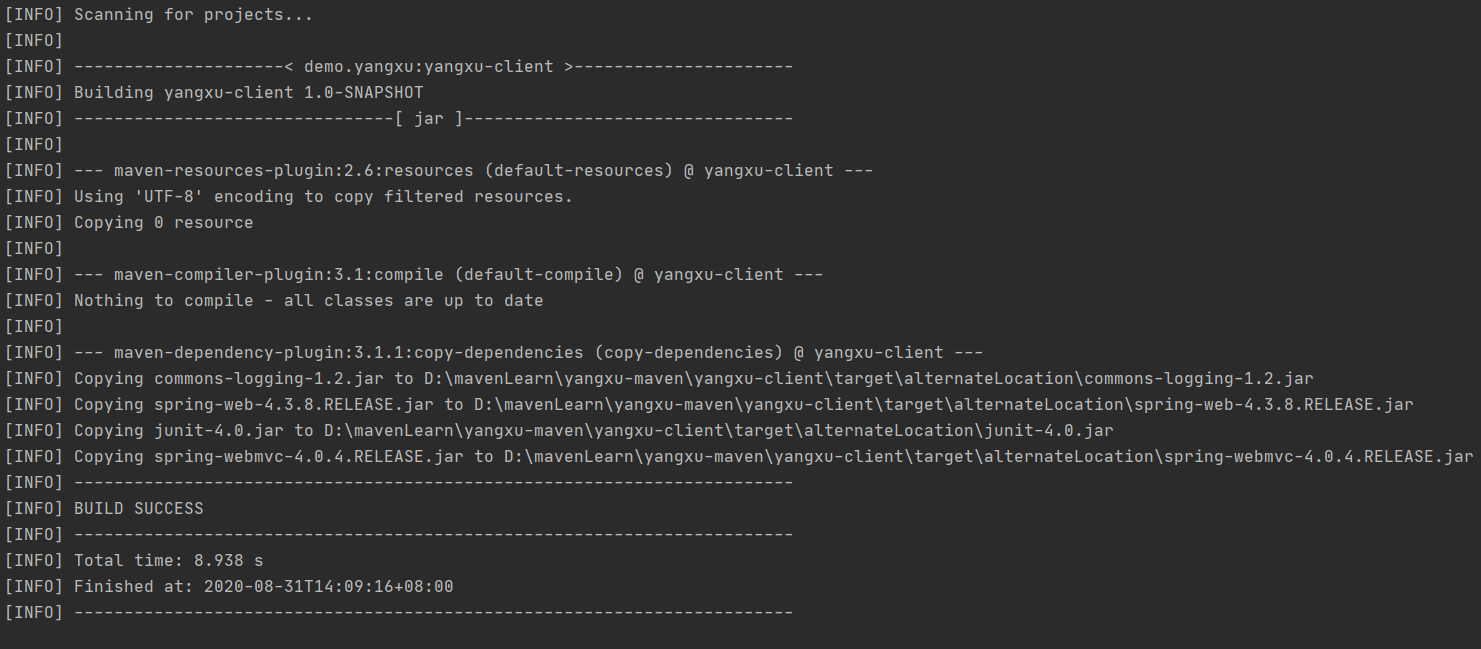 [INFO] Scanning for projects...
[INFO]
[INFO] ---------------------< demo.yangxu:yangxu-client >----------------------
[INFO] Building yangxu-client 1.0-SNAPSHOT
[INFO] --------------------------------[ jar ]---------------------------------
[INFO]
[INFO] --- maven-resources-plugin:2.6:resources (default-resources) @ yangxu-client ---
[INFO] Using 'UTF-8' encoding to copy filtered resources.
[INFO] Copying 0 resource
[INFO]
[INFO] --- maven-compiler-plugin:3.1:compile (default-compile) @ yangxu-client ---
[INFO] Nothing to compile - all classes are up to date
[INFO]
[INFO] --- maven-dependency-plugin:3.1.1:copy-dependencies (copy-dependencies) @ yangxu-client ---
[INFO] Copying commons-logging-1.2.jar to D:\mavenLearn\yangxu-maven\yangxu-client\target\alternateLocation\commons-logging-1.2.jar
[INFO] Copying spring-web-4.3.8.RELEASE.jar to D:\mavenLearn\yangxu-maven\yangxu-client\target\alternateLocation\spring-web-4.3.8.RELEASE.jar
[INFO] Copying junit-4.0.jar to D:\mavenLearn\yangxu-maven\yangxu-client\target\alternateLocation\junit-4.0.jar
[INFO] Copying spring-webmvc-4.0.4.RELEASE.jar to D:\mavenLearn\yangxu-maven\yangxu-client\target\alternateLocation\spring-webmvc-4.0.4.RELEASE.jar
[INFO] ------------------------------------------------------------------------
[INFO] BUILD SUCCESS
[INFO] ------------------------------------------------------------------------
[INFO] Total time: 8.938 s
[INFO] Finished at: 2020-08-31T14:09:16+08:00
[INFO] ------------------------------------------------------------------------